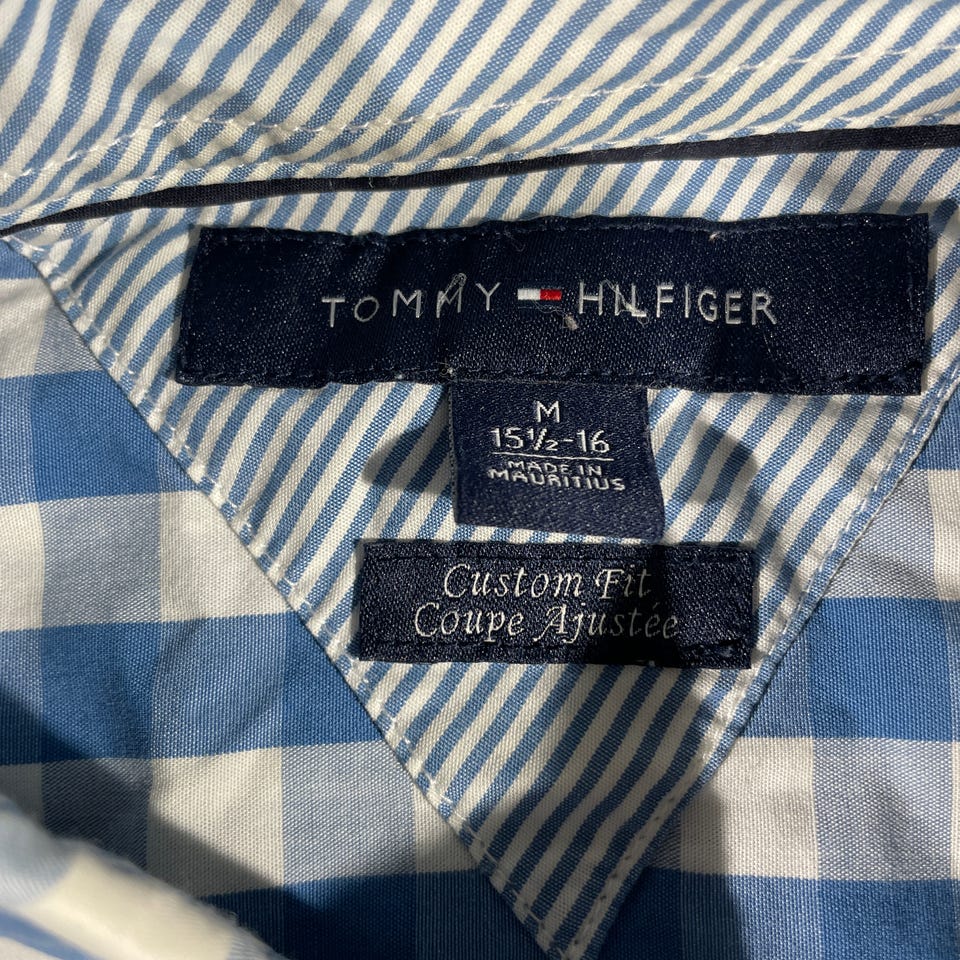 TOMMY HILFIGER
M
15½-16
MADE IN
MAURITIUS
Custom Fit
Coupe Ajustée